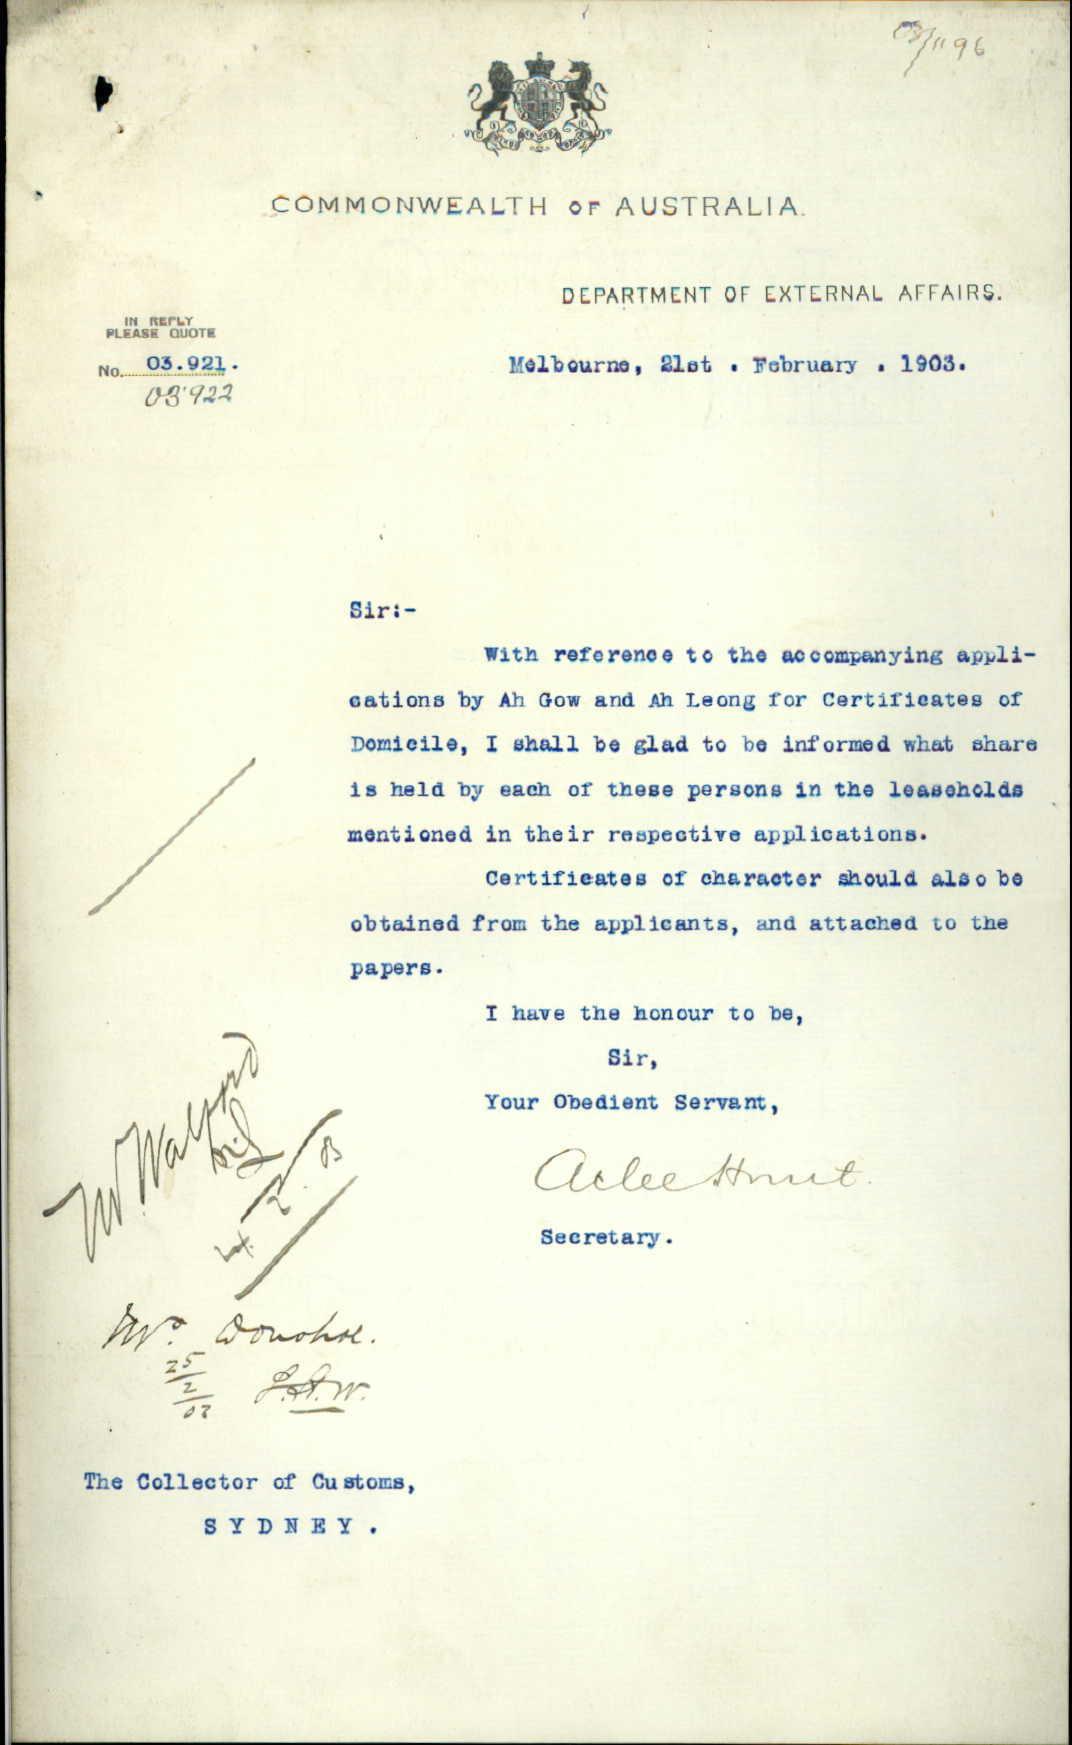 COMMONWEALTH OF AUSTRALIA.
DEPARTMENT OF EXTERNAL AFFAIRS.
IN REPLY
PLEASE QUOTE
No. 03.921.
03/922
Melbourne, 21st . February . 1903.
Sir:-
With reference to the accompanying appli-
cations by Ah Gow and Ah Leong for Certificates of
Domicile, I shall be glad to be informed what share
is held by each of these persons in the leaseholds
mentioned in their respective applications.
Certificates of character should also be
obtained from the applicants, and attached to the
papers.
I have the honour to be,
Sir,
Your Obedient Servant,
Atlee Hunt.
Secretary.
Mr Donohoe.
25
2
03
The Collector of Customs,
SYDNEY.